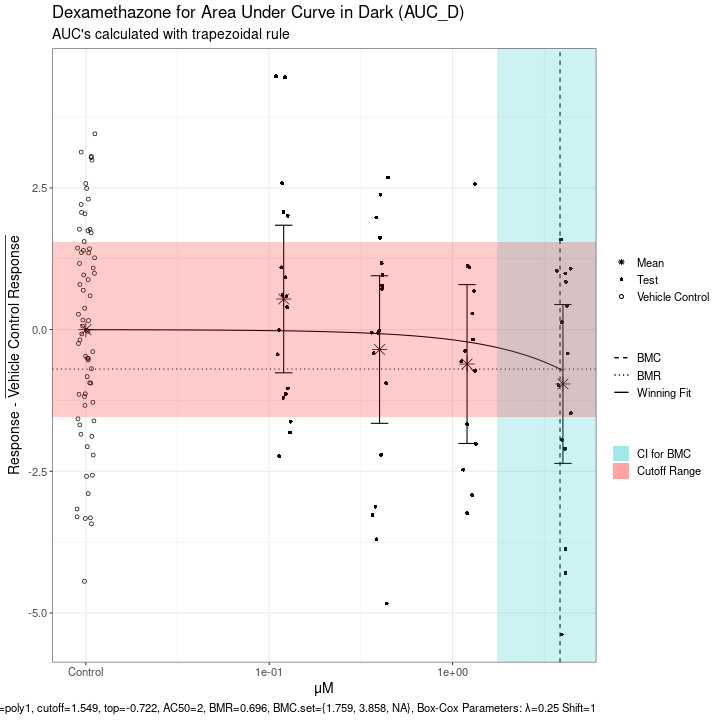 Dexamethazone for Area Under Curve in Dark (AUC_D)
AUC's calculated with trapezoidal rule
Response - Vehicle Control Response
2.5
0.0
-2.5
-5.0
Control
1e-01
1e+00
μM
Mean
Test
Vehicle Control
BMC
BMR
Winning Fit
CI for BMC
Cutoff Range
=poly1, cutoff=1.549, top=-0.722, AC50=2, BMR=0.696, BMC.set={1.759, 3.858, NA}, Box-Cox Parameters: λ=0.25 Shift=1